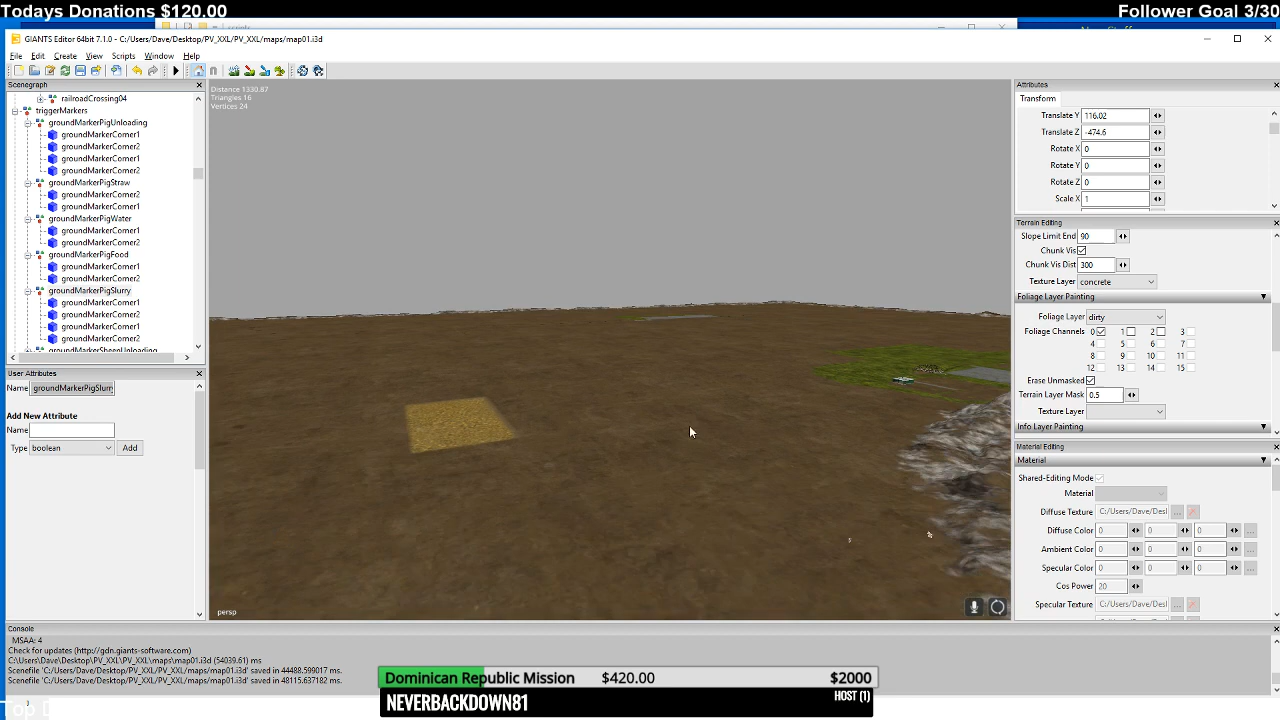 Todays Donations $120.00
Follower Goal 3/30
GIANTS Editor 64bit 7.1.0 - C:/Users/Dave/Desktop/PV_XXL/PV_XXL/maps/map01.i3d
File Edit Create View Scripts Window Help
Scenegraph
railroadCrossing04
triggerMarkers
groundMarkerPigUnloading
groundMarkerCorner1
groundMarkerCorner2
groundMarkerCorner1
groundMarkerCorner2
groundMarkerPigStraw
groundMarkerCorner2
groundMarkerCorner1
groundMarkerPigWater
groundMarkerCorner1
groundMarkerCorner2
groundMarkerPigFood
groundMarkerCorner1
groundMarkerCorner2
groundMarkerPigSlurry
groundMarkerCorner1
groundMarkerCorner2
groundMarkerCorner1
groundMarkerCorner2
groundMarkerSheepUnloading
User Attributes
Name groundMarkerPigSlurry
Add New Attribute
Name
Type boolean Add
Distance 1330.87
Triangles 16
Vertices 24
persp
Attributes
Transform
Translate Y 116.02
Translate Z -474.6
Rotate X 0
Rotate Y 0
Rotate Z 0
Scale X 1
Terrain Editing
Slope Limit End 90
Chunk Vis
Chunk Vis Dist 300
Texture Layer concrete
Foliage Layer Painting
Foliage Layer dirty
Foliage Channels 0 1 2 3
4 5 6 7
8 9 10 11
12 13 14 15
Erase Unmasked
Terrain Layer Mask 0.5
Texture Layer
Info Layer Painting
Material Editing
Material
Shared-Editing Mode
Material
Diffuse Texture C:/Users/Dave/Desl ...
Diffuse Color 0 0 0 ...
Ambient Color 0 0 0 ...
Specular Color 0 0 0 ...
Cos Power 20
Specular Texture C:/Users/Dave/Desl ...
Console
MSAA: 4
Check for updates (http://gdn.giants-software.com)
C:\Users\Dave\Desktop\PV_XXL\PV_XXL\maps\map01.i3d (54039.61) ms
Scenefile 'C:/Users/Dave/Desktop/PV_XXL/PV_XXL/maps/map01.i3d' saved in 44488.599017 ms.
Scenefile 'C:/Users/Dave/Desktop/PV_XXL/PV_XXL/maps/map01.i3d' saved in 48115.637182 ms.
Dominican Republic Mission $420.00 $2000
NEVERBACKDOWN81 HOST (1)
Top D